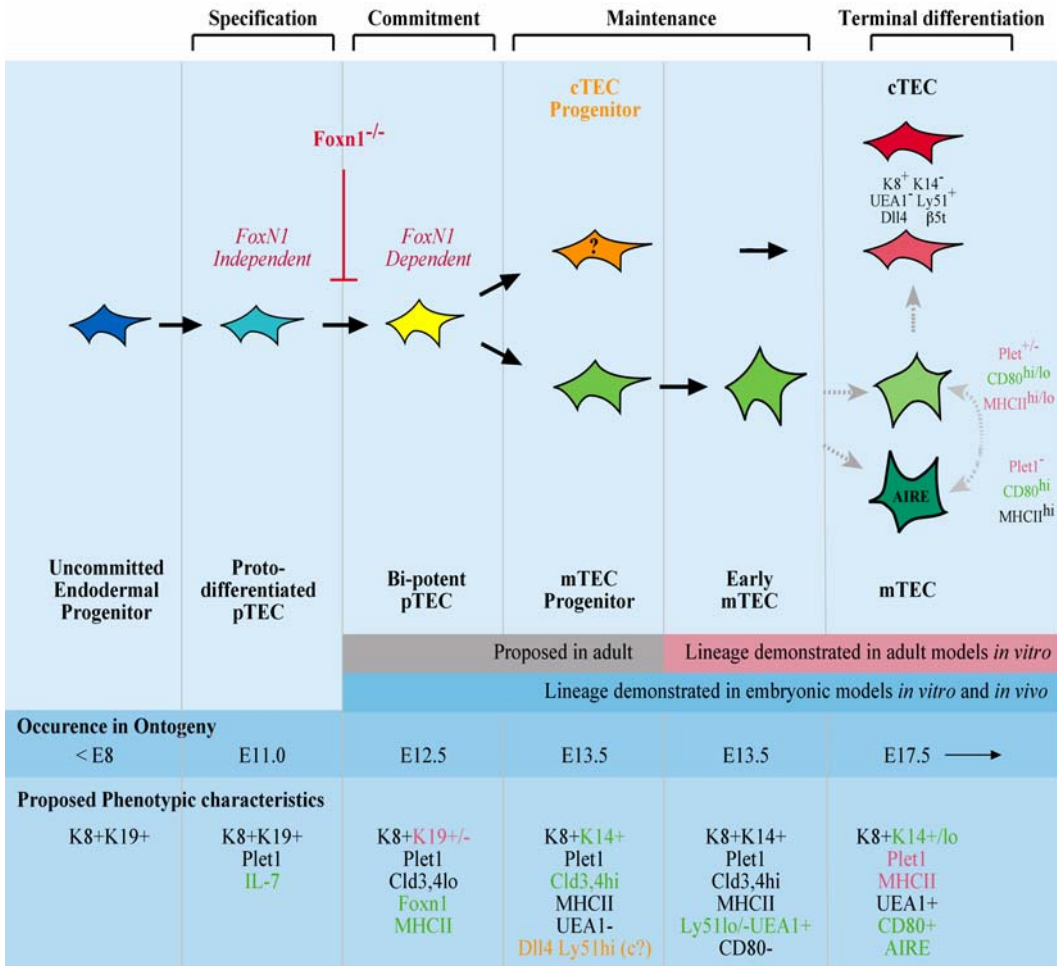 Specification Commitment Maintenance Terminal differentiation
cTEC
Progenitor
cTEC
Foxn1-/-
K8+ K14-
UEA1- Ly51+
Dll4 β5t
FoxN1
Independent
FoxN1
Dependent
?
Plet+/-
CD80hi/lo
MHCIIhi/lo
AIRE
Plet1-
CD80hi
MHCIIhi
Uncommitted
Endodermal
Progenitor
Proto-
differentiated
pTEC
Bi-potent
pTEC
mTEC
Progenitor
Early
mTEC
mTEC
Proposed in adult
Lineage demonstrated in adult models in vitro
Lineage demonstrated in embryonic models in vitro and in vivo
Occurence in Ontogeny
< E8 E11.0 E12.5 E13.5 E13.5 E17.5
Proposed Phenotypic characteristics
K8+K19+
K8+K19+
Plet1
IL-7
K8+K19+/-
Plet1
Cld3,4lo
Foxn1
MHCII
K8+K14+
Plet1
Cld3,4hi
MHCII
UEA1-
Dll4 Ly51hi (c?)
K8+K14+
Plet1
Cld3,4hi
MHCII
Ly51lo/-UEA1+
CD80-
K8+K14+/lo
Plet1
MHCII
UEA1+
CD80+
AIRE